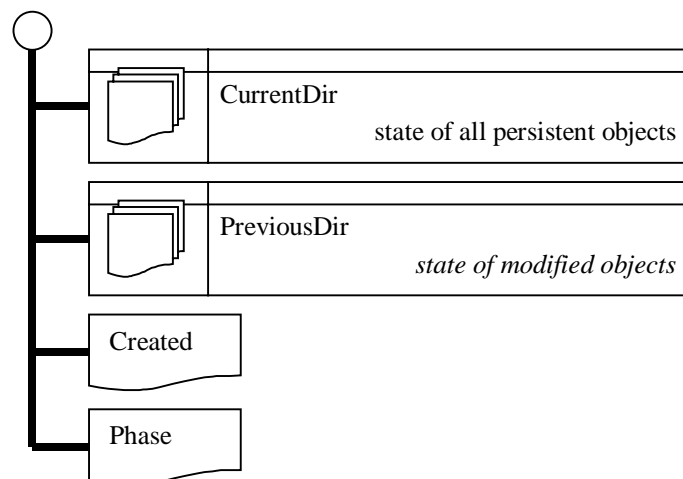 CurrentDir
state of all persistent objects
PreviousDir
state of modified objects
Created
Phase